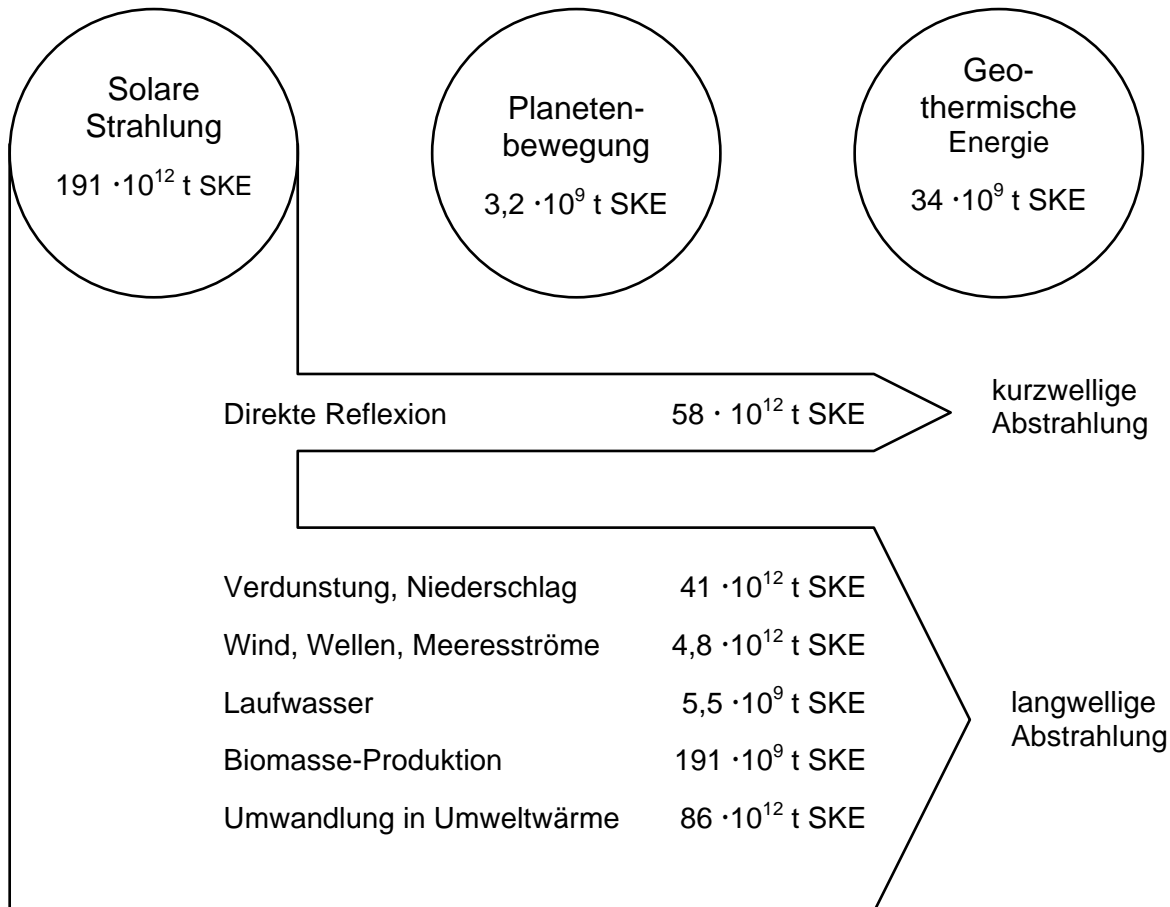 Solare
Strahlung
191 ·10¹² t SKE
Planeten-
bewegung
3,2 ·10⁹ t SKE
Geo-
thermische
Energie
34 ·10⁹ t SKE
Direkte Reflexion 58 · 10¹² t SKE
kurzwellige
Abstrahlung
Verdunstung, Niederschlag 41 ·10¹² t SKE
Wind, Wellen, Meeresströme 4,8 ·10¹² t SKE
Laufwasser 5,5 ·10⁹ t SKE
Biomasse-Produktion 191 ·10⁹ t SKE
Umwandlung in Umweltwärme 86 ·10¹² t SKE
langwellige
Abstrahlung